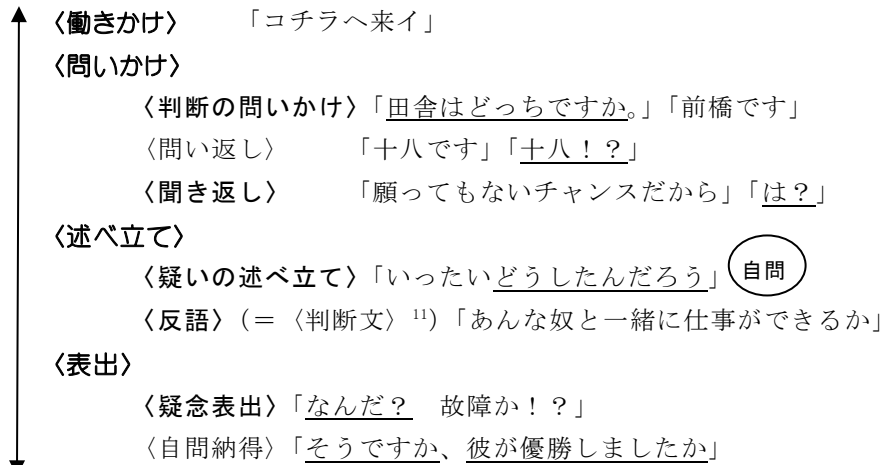 〈働きかけ〉 「コチラへ来イ」
〈問いかけ〉
〈判断の問いかけ〉「田舎はどっちですか。」「前橋です」
〈問い返し〉 「十八です」「十八！？」
〈聞き返し〉 「願ってもないチャンスだから」「は？」
〈述べ立て〉
〈疑いの述べ立て〉「いったいどうしたんだろう」 自問
〈反語〉(＝〈判断文〉11)「あんな奴と一緒に仕事ができるか」
〈表出〉
〈疑念表出〉「なんだ？ 故障か！？」
〈自問納得〉「そうですか、彼が優勝しましたか」